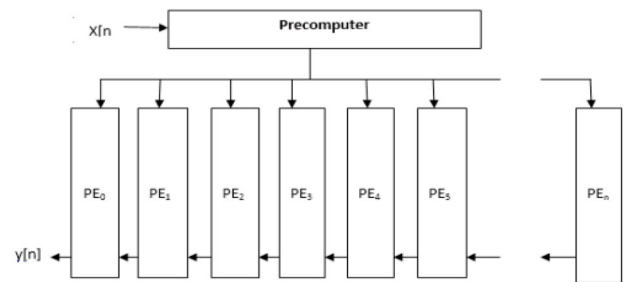 X[n
Precomputer
PE₀ PE₁ PE₂ PE₃ PE₄ PE₅ PEₙ
y[n]